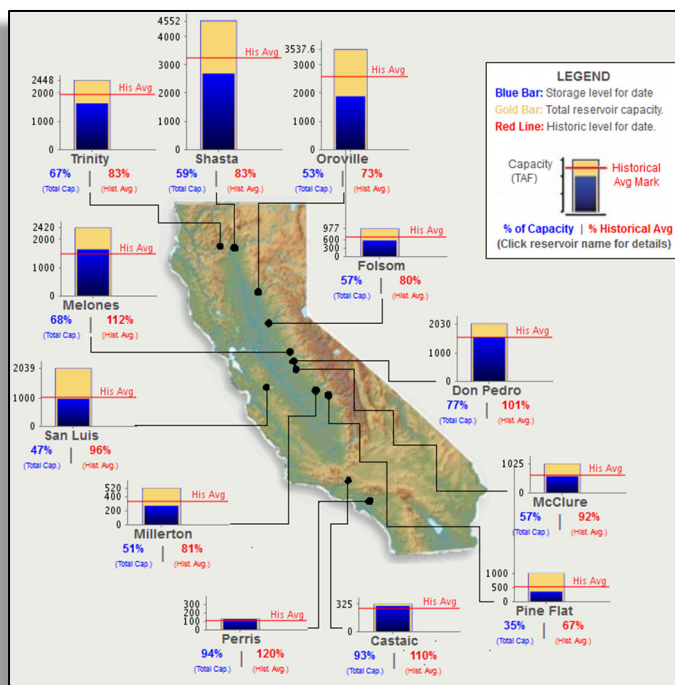 4552
3000
2000
1000
0
His Avg
Shasta
59% | 83%
(Total Cap.) (Hist. Avg.)
3537.6
3000
2000
1000
0
His Avg
Oroville
53% | 73%
(Total Cap.) (Hist. Avg.)
2448
2000
1000
0
His Avg
Trinity
67% | 83%
(Total Cap.) (Hist. Avg.)
LEGEND
Blue Bar: Storage level for date
Gold Bar: Total reservoir capacity.
Red Line: Historic level for date.
Capacity
(TAF)
Historical
Avg Mark
% of Capacity | % Historical Avg
(Click reservoir name for details)
2420
2000
1000
0
His Avg
Melones
68% | 112%
(Total Cap.) (Hist. Avg.)
977
600
300
0
His Avg
Folsom
57% | 80%
(Total Cap.) (Hist. Avg.)
2030
1000
0
His Avg
Don Pedro
77% | 101%
(Total Cap.) (Hist. Avg.)
2039
1000
0
His Avg
San Luis
47% | 96%
(Total Cap.) (Hist. Avg.)
1025
0
His Avg
McClure
57% | 92%
(Total Cap.) (Hist. Avg.)
520
400
200
0
His Avg
Millerton
51% | 81%
(Total Cap.) (Hist. Avg.)
1000
500
0
His Avg
Pine Flat
35% | 67%
(Total Cap.) (Hist. Avg.)
300
200
100
0
His Avg
Perris
94% | 120%
(Total Cap.) (Hist. Avg.)
325
0
His Avg
Castaic
93% | 110%
(Total Cap.) (Hist. Avg.)